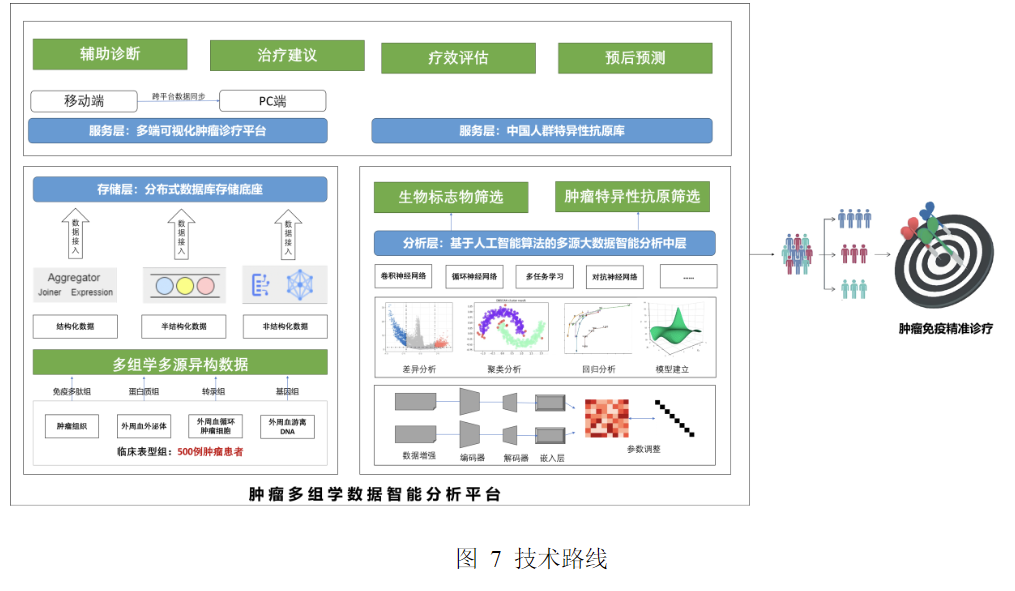 辅助诊断
治疗建议
疗效评估
预后预测
移动端
跨平台数据同步
PC端
服务层：多端可视化肿瘤诊疗平台
服务层：中国人群特异性抗原库
存储层：分布式数据库存储底座
数据接入
数据接入
数据接入
Aggregator
Joiner Expression
结构化数据
半结构化数据
非结构化数据
多组学多源异构数据
免疫多肽组
蛋白质组
转录组
基因组
肿瘤组织
外周血外泌体
外周血循环
肿瘤细胞
外周血游离
DNA
临床表型组：500例肿瘤患者
生物标志物筛选
肿瘤特异性抗原筛选
分析层：基于人工智能算法的多源大数据智能分析中层
卷积神经网络
循环神经网络
多任务学习
对抗神经网络
......
差异分析
聚类分析
回归分析
模型建立
数据增强
编码器
解码器
嵌入层
参数调整
肿瘤多组学数据智能分析平台
肿瘤免疫精准诊疗
图 7 技术路线